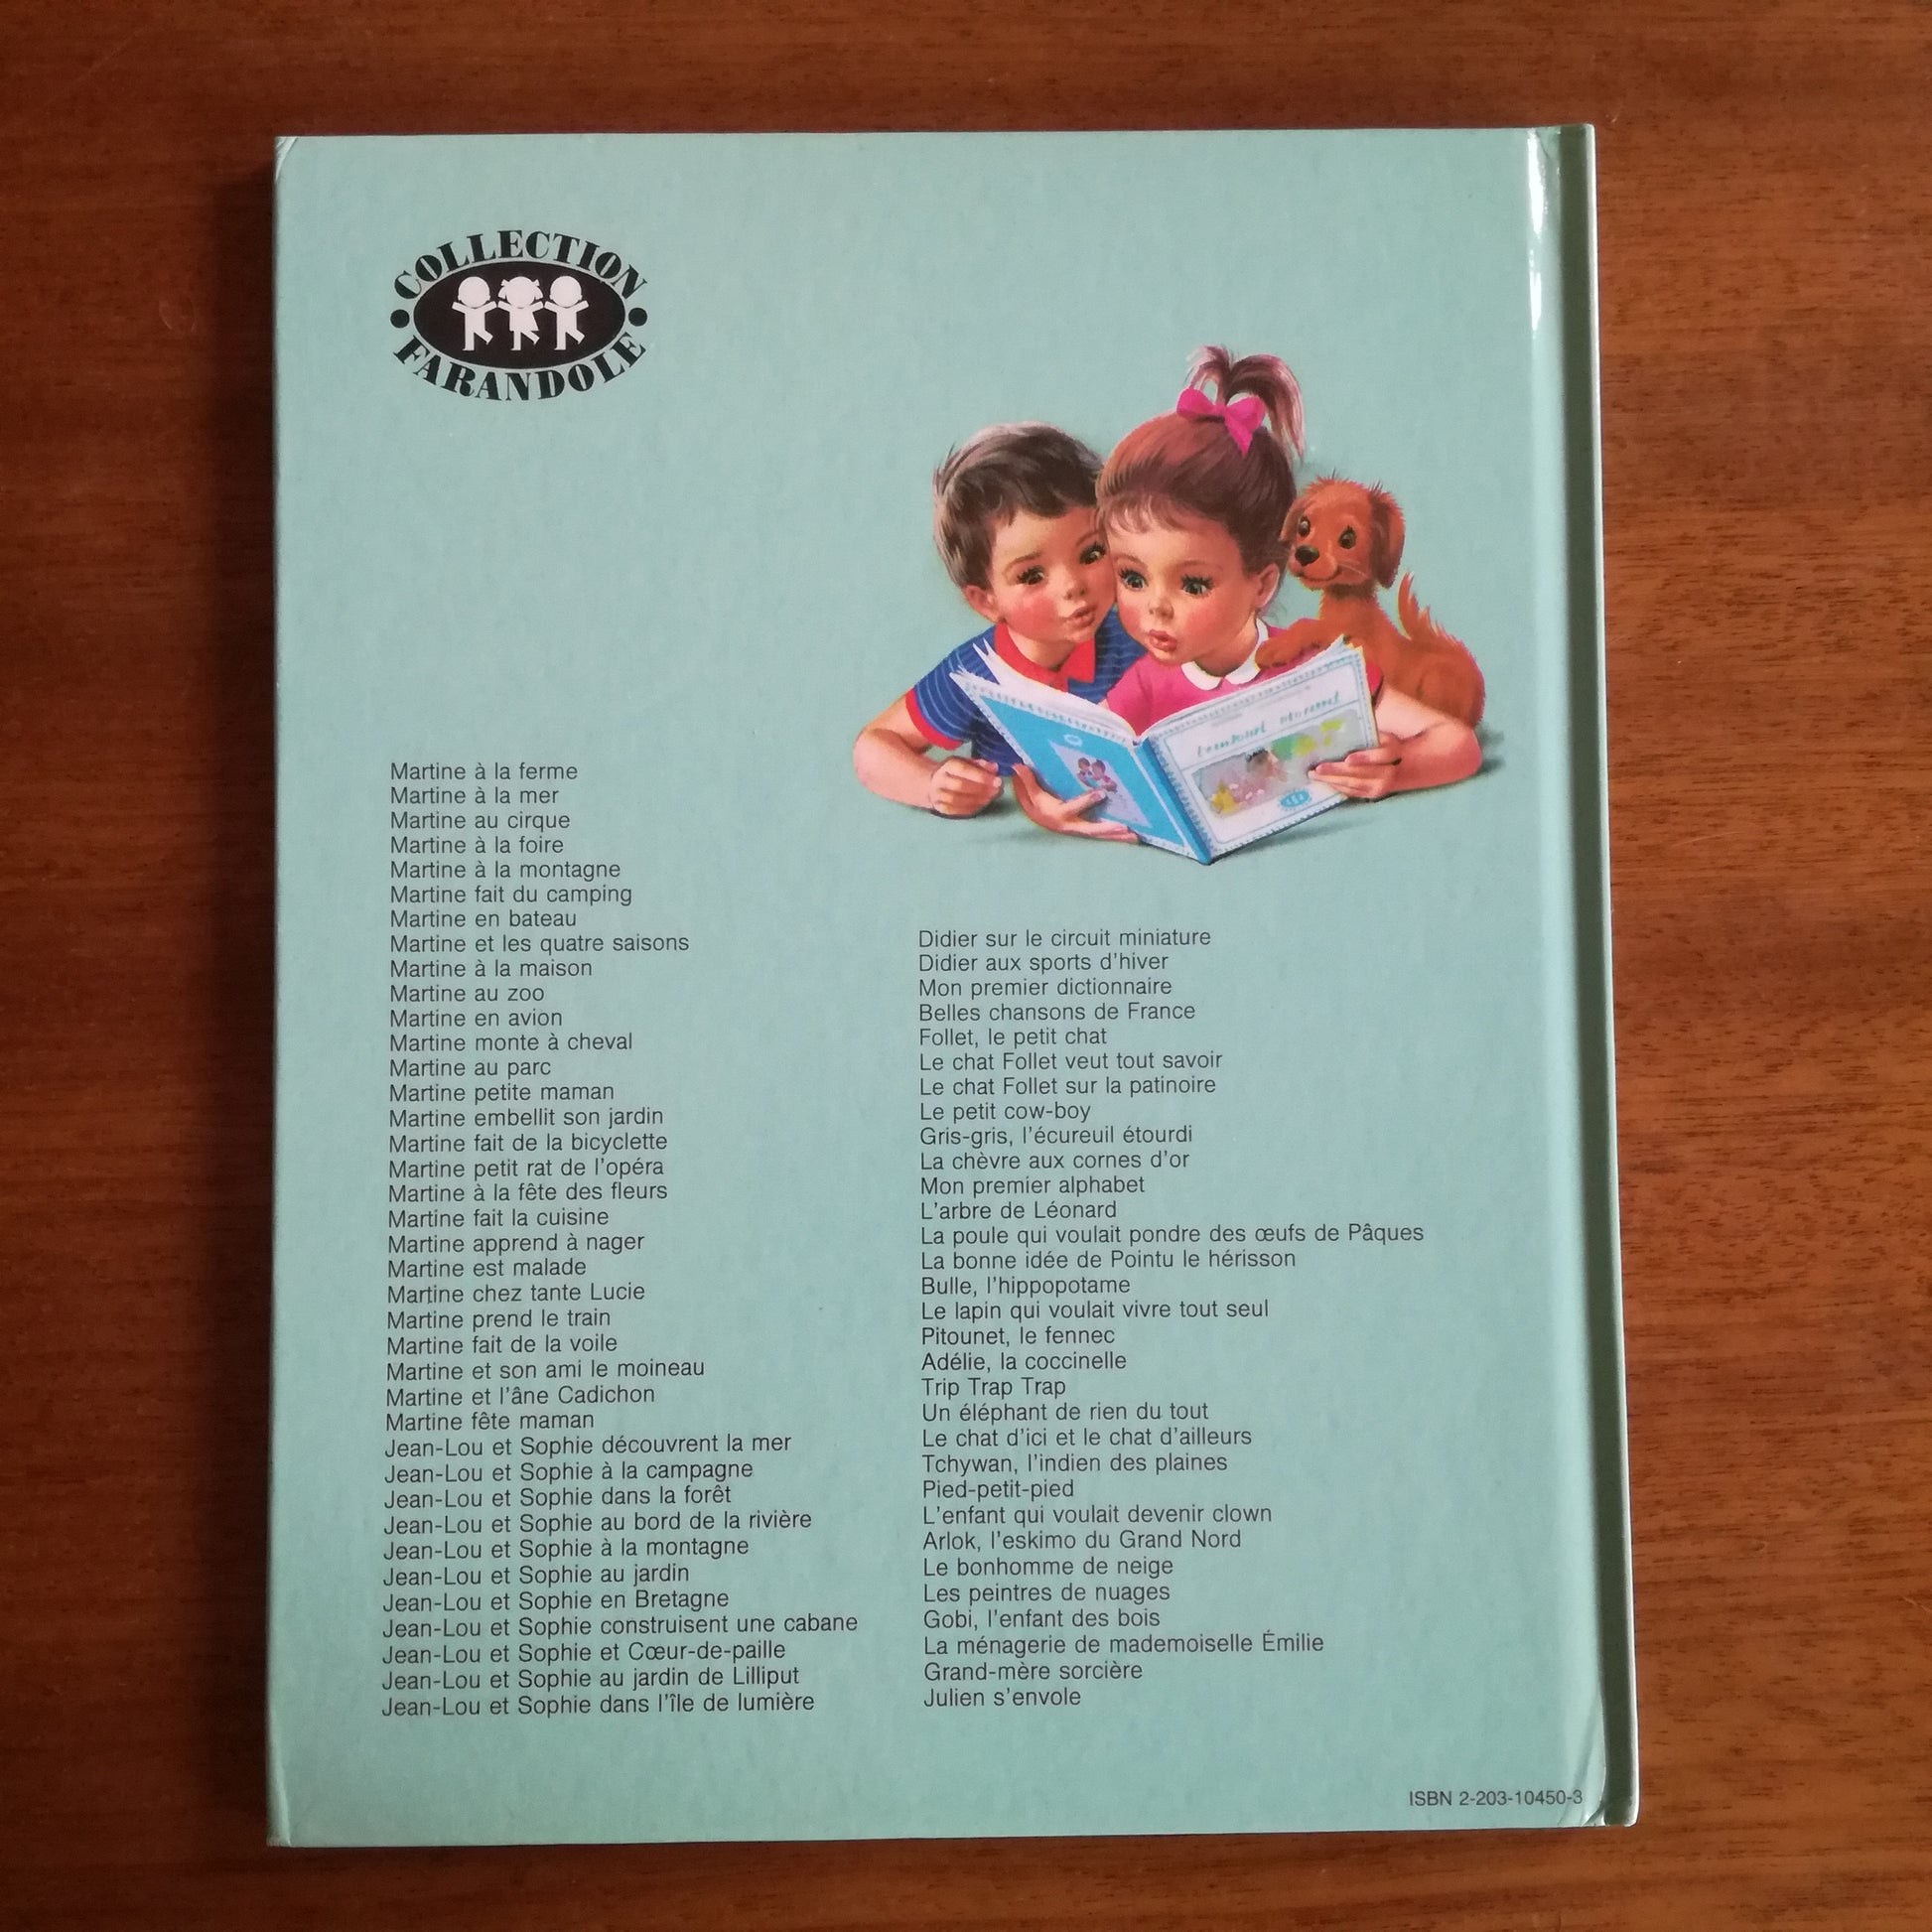 COLLECTION
FARANDOLE
Martine à la ferme
Martine à la mer
Martine au cirque
Martine à la foire
Martine à la montagne
Martine fait du camping
Martine en bateau
Martine et les quatre saisons
Martine à la maison
Martine au zoo
Martine en avion
Martine monte à cheval
Martine au parc
Martine petite maman
Martine embellit son jardin
Martine fait de la bicyclette
Martine petit rat de l'opéra
Martine à la fête des fleurs
Martine fait la cuisine
Martine apprend à nager
Martine est malade
Martine chez tante Lucie
Martine prend le train
Martine fait de la voile
Martine et son ami le moineau
Martine et l'âne Cadichon
Martine fête maman
Jean-Lou et Sophie découvrent la mer
Jean-Lou et Sophie à la campagne
Jean-Lou et Sophie dans la forêt
Jean-Lou et Sophie au bord de la rivière
Jean-Lou et Sophie à la montagne
Jean-Lou et Sophie au jardin
Jean-Lou et Sophie en Bretagne
Jean-Lou et Sophie construisent une cabane
Jean-Lou et Sophie et Cœur-de-paille
Jean-Lou et Sophie au jardin de Lilliput
Jean-Lou et Sophie dans l'île de lumière
Didier sur le circuit miniature
Didier aux sports d'hiver
Mon premier dictionnaire
Belles chansons de France
Follet, le petit chat
Le chat Follet veut tout savoir
Le chat Follet sur la patinoire
Le petit cow-boy
Gris-gris, l'écureuil étourdi
La chèvre aux cornes d'or
Mon premier alphabet
L'arbre de Léonard
La poule qui voulait pondre des œufs de Pâques
La bonne idée de Pointu le hérisson
Bulle, l'hippopotame
Le lapin qui voulait vivre tout seul
Pitounet, le fennec
Adélie, la coccinelle
Trip Trap Trap
Un éléphant de rien du tout
Le chat d'ici et le chat d'ailleurs
Tchywan, l'indien des plaines
Pied-petit-pied
L'enfant qui voulait devenir clown
Arlok, l'eskimo du Grand Nord
Le bonhomme de neige
Les peintres de nuages
Gobi, l'enfant des bois
La ménagerie de mademoiselle Émilie
Grand-mère sorcière
Julien s'envole
ISBN 2-203-10450-3